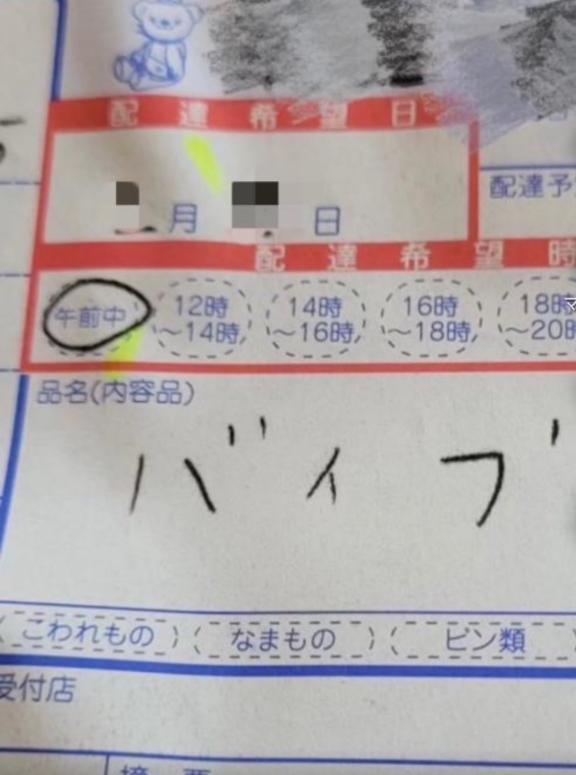 配達希望日
月 日
配達予
配達希望時
午前中 12時～14時 14時～16時 16時～18時 18時～20時
品名(内容品)
バイブ
こわれもの なまもの ビン類
受付店
摘要